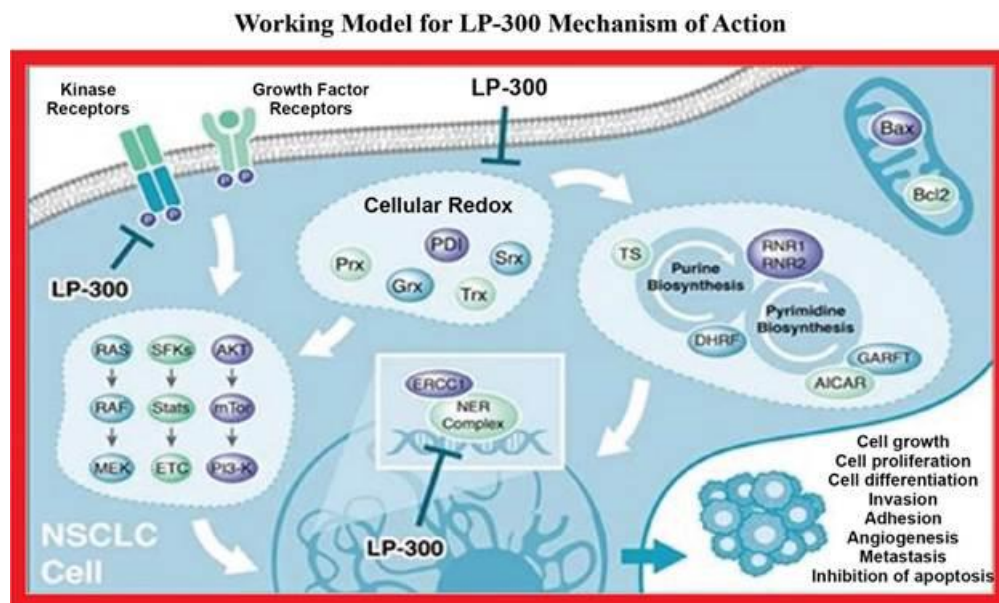 Working Model for LP-300 Mechanism of Action
Kinase
Receptors
Growth Factor
Receptors
LP-300
P
P
P
P
LP-300
Cellular Redox
PDI
Prx
Srx
Grx
Trx
Bax
Bcl2
TS
RNR1
RNR2
Purine
Biosynthesis
Pyrimidine
Biosynthesis
DHRF
GARFT
AICAR
RAS
SFKs
AKT
RAF
Stats
mTor
MEK
ETC
PI3-K
ERCC1
NER
Complex
LP-300
NSCLC
Cell
Cell growth
Cell proliferation
Cell differentiation
Invasion
Adhesion
Angiogenesis
Metastasis
Inhibition of apoptosis